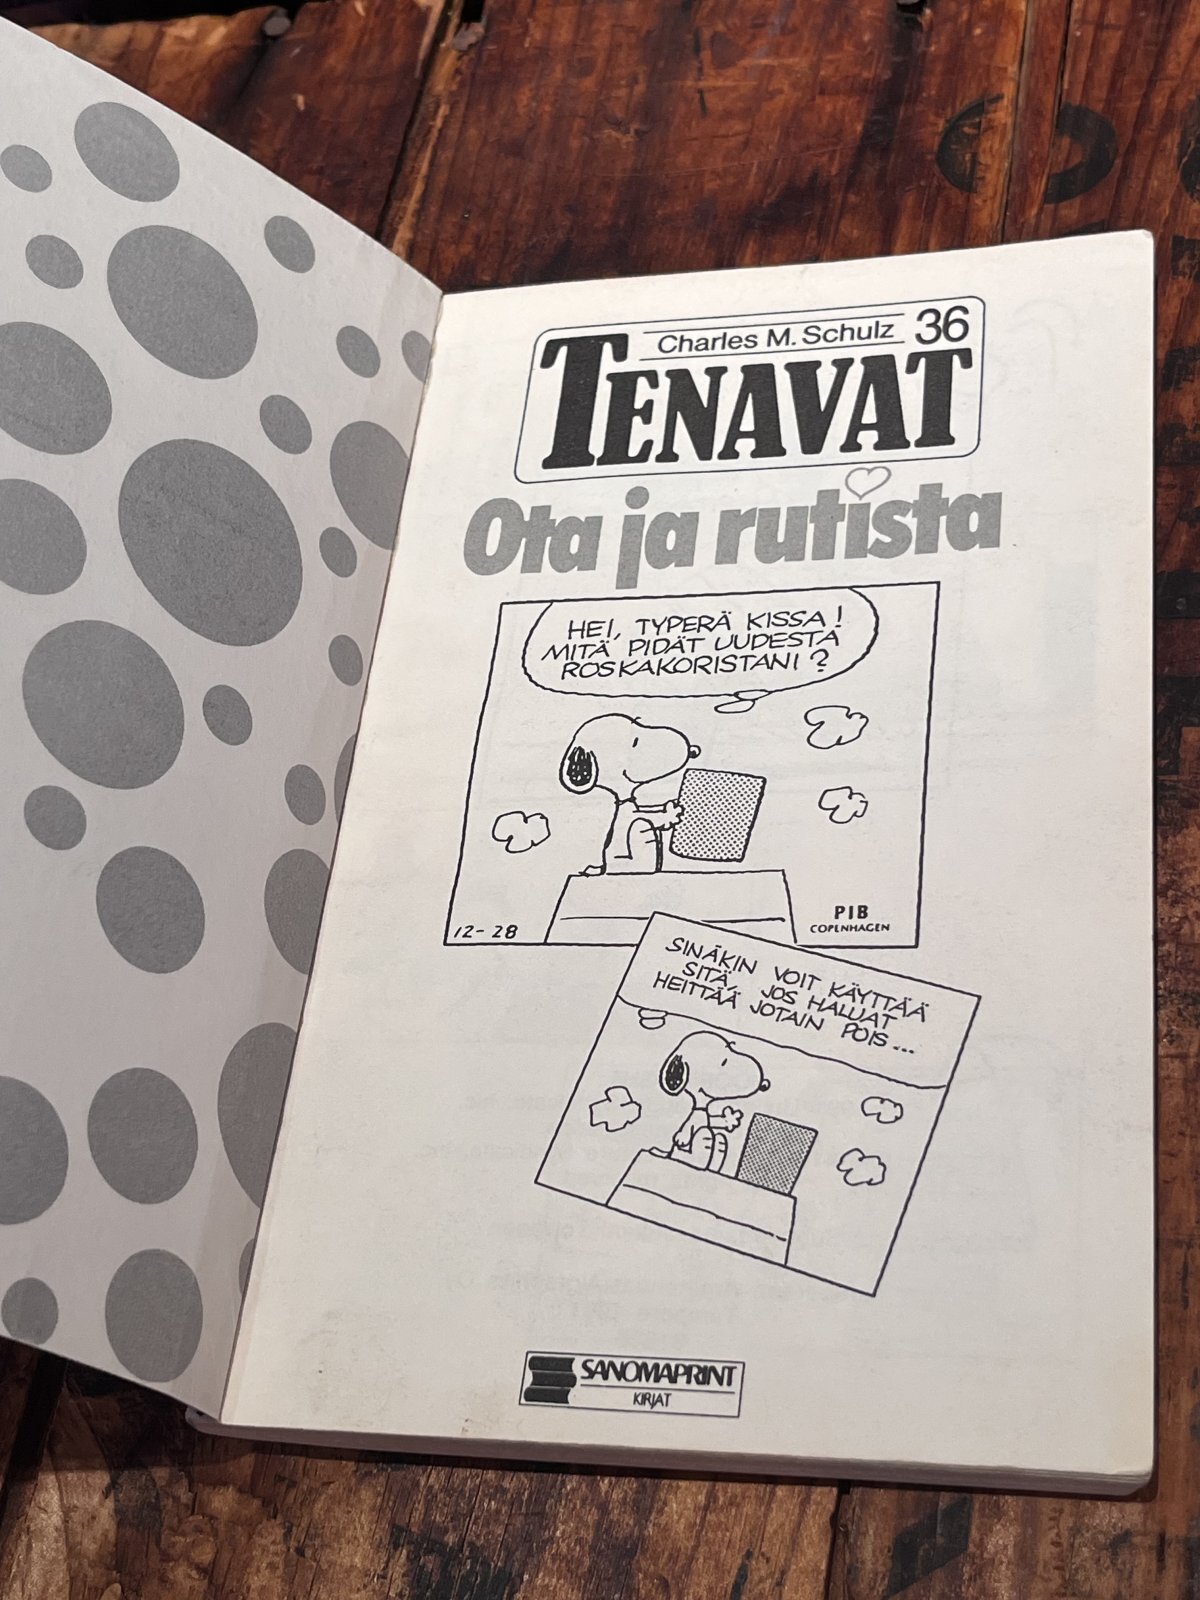 Charles M. Schulz 36
TENAVAT
Ota ja rutista
HEI, TYPERÄ KISSA!
MITÄ PIDÄT UUDESTA
ROSKAKORISTANI?
12-28
PIB
COPENHAGEN
SINÄKIN VOIT KÄYTTÄÄ
SITÄ, JOS HALUAT
HEITTÄÄ JOTAIN POIS...
SANOMAPRINT
KIRJAT